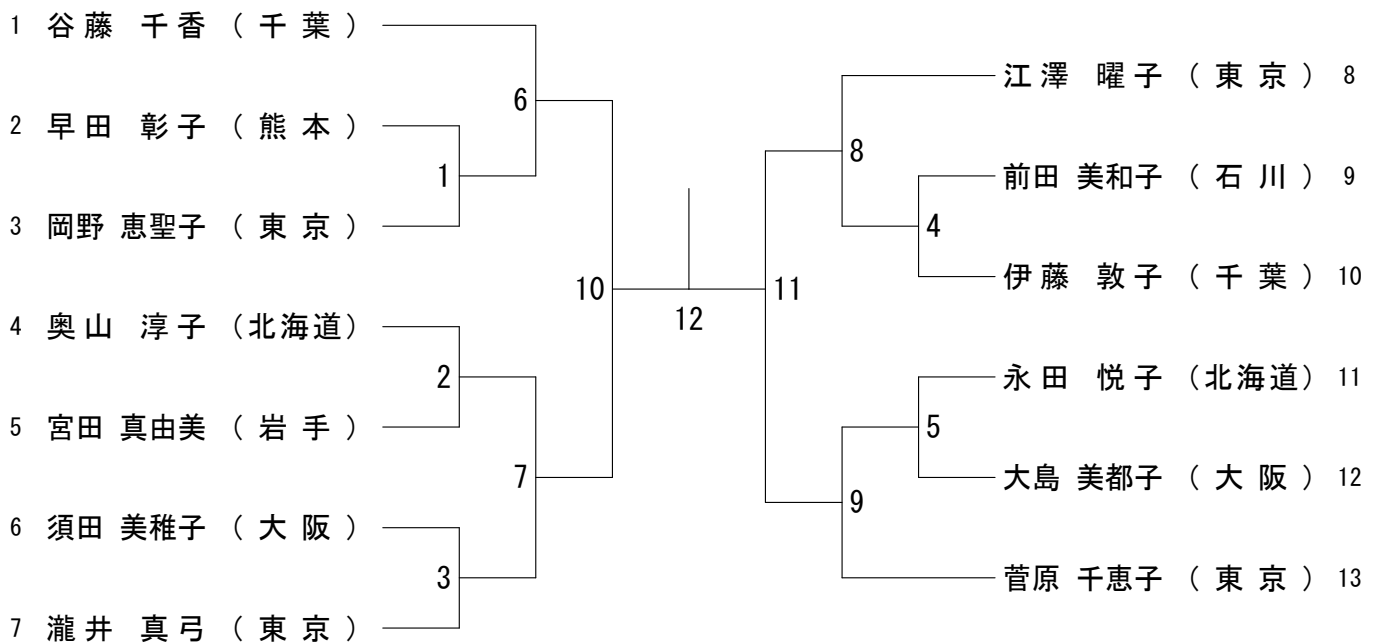 1 谷藤 千香 （ 千 葉 ）
2 早田 彰子 （ 熊 本 ）
3 岡野 恵聖子 （ 東 京 ）
4 奥山 淳子 （北海道）
5 宮田 真由美 （ 岩 手 ）
6 須田 美稚子 （ 大 阪 ）
7 瀧井 真弓 （ 東 京 ）
6
1
10
2
7
3
12
江澤 曜子 （ 東 京 ） 8
前田 美和子 （ 石 川 ） 9
伊藤 敦子 （ 千 葉 ） 10
永田 悦子 （北海道） 11
大島 美都子 （ 大 阪 ） 12
菅原 千恵子 （ 東 京 ） 13
8
4
11
5
9